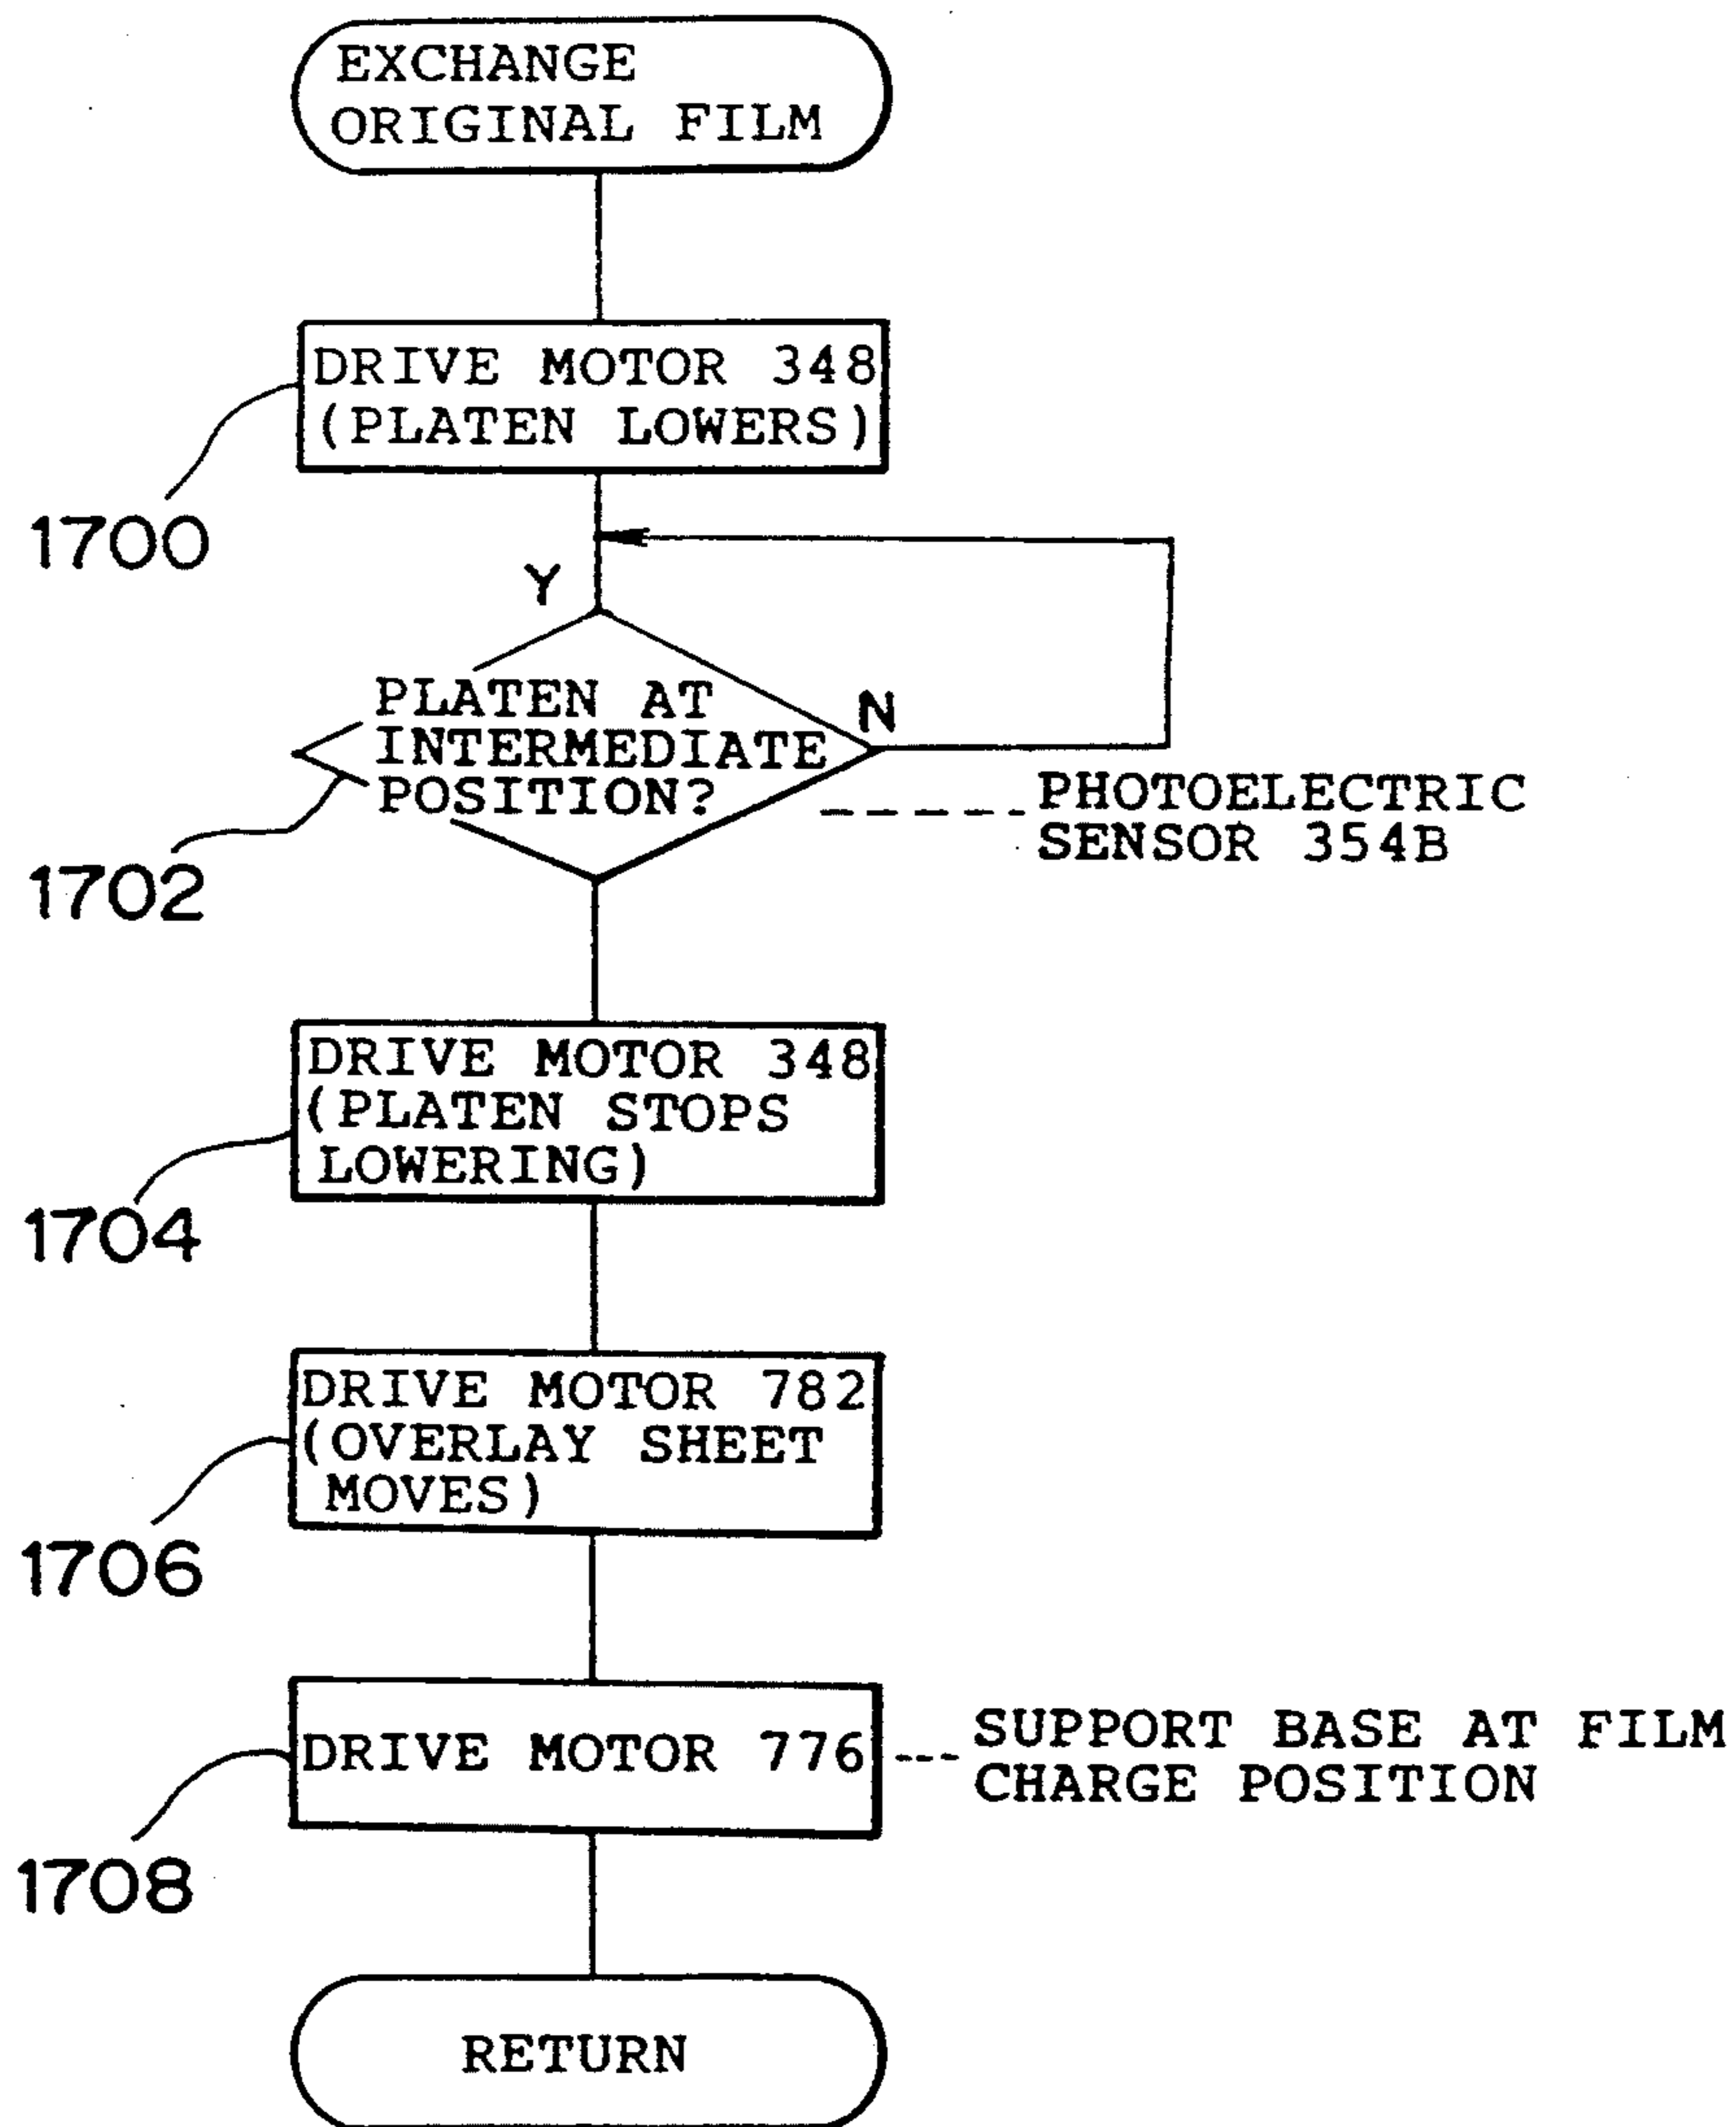 EXCHANGE
ORIGINAL FILM
DRIVE MOTOR 348
(PLATEN LOWERS)
1700
Y
PLATEN AT
INTERMEDIATE
POSITION?
N
PHOTOELECTRIC
SENSOR 354B
1702
DRIVE MOTOR 348
(PLATEN STOPS
LOWERING)
1704
DRIVE MOTOR 782
(OVERLAY SHEET
MOVES)
1706
DRIVE MOTOR 776
SUPPORT BASE AT FILM
CHARGE POSITION
1708
RETURN